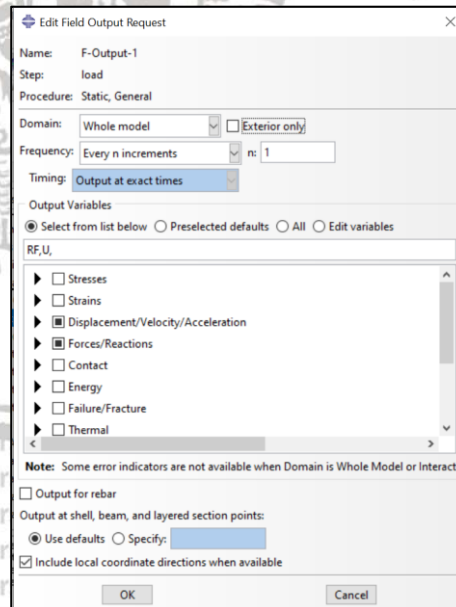 Edit Field Output Request
Name: F-Output-1
Step: load
Procedure: Static, General
Domain: Whole model Exterior only
Frequency: Every n increments n: 1
Timing: Output at exact times
Output Variables
Select from list below Preselected defaults All Edit variables
RF,U,
Stresses
Strains
Displacement/Velocity/Acceleration
Forces/Reactions
Contact
Energy
Failure/Fracture
Thermal
Note: Some error indicators are not available when Domain is Whole Model or Interact
Output for rebar
Output at shell, beam, and layered section points:
Use defaults Specify:
Include local coordinate directions when available
OK Cancel